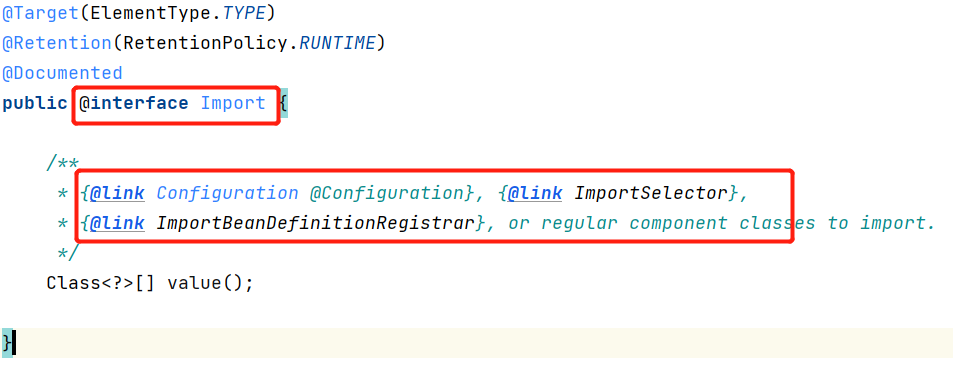 @Target(ElementType.TYPE)
@Retention(RetentionPolicy.RUNTIME)
@Documented
public @interface Import {
/**
* {@link Configuration @Configuration}, {@link ImportSelector},
* {@link ImportBeanDefinitionRegistrar}, or regular component classes to import.
*/
Class<?>[] value();
}